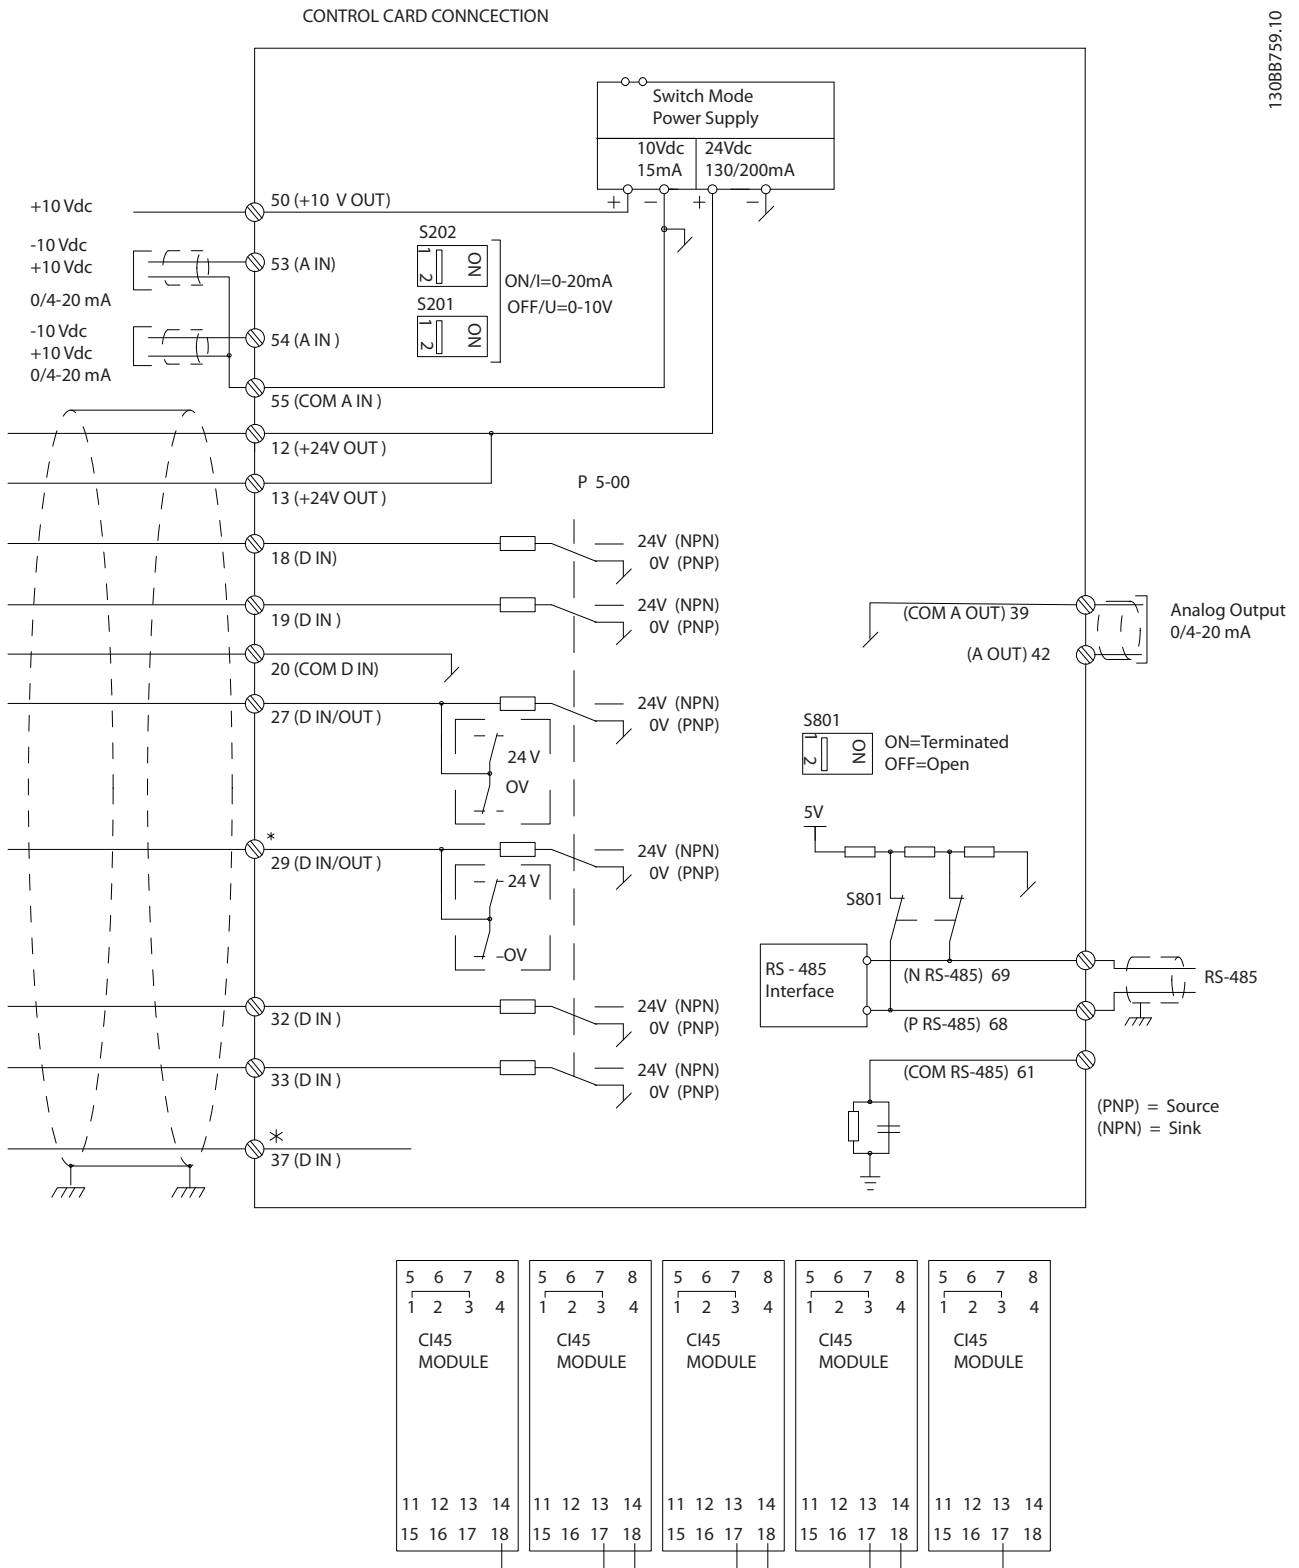 CONTROL CARD CONNCECTION
130BB759.10
Switch Mode
Power Supply
10Vdc
15mA
24Vdc
130/200mA
+ − + −
+10 Vdc
50 (+10 V OUT)
-10 Vdc
+10 Vdc
0/4-20 mA
53 (A IN)
S202
1 2 ON
ON/I=0-20mA
OFF/U=0-10V
S201
1 2 ON
-10 Vdc
+10 Vdc
0/4-20 mA
54 (A IN )
55 (COM A IN )
12 (+24V OUT )
13 (+24V OUT )
P 5-00
18 (D IN)
24V (NPN)
0V (PNP)
19 (D IN )
24V (NPN)
0V (PNP)
(COM A OUT) 39
Analog Output
0/4-20 mA
(A OUT) 42
20 (COM D IN)
27 (D IN/OUT )
24V (NPN)
0V (PNP)
24 V
OV
S801
1 2 ON
ON=Terminated
OFF=Open
5V
*
29 (D IN/OUT )
24V (NPN)
0V (PNP)
24 V
OV
S801
RS - 485
Interface
(N RS-485) 69
RS-485
(P RS-485) 68
32 (D IN )
24V (NPN)
0V (PNP)
33 (D IN )
24V (NPN)
0V (PNP)
(COM RS-485) 61
(PNP) = Source
(NPN) = Sink
*
37 (D IN )
5 6 7 8
1 2 3 4
CI45
MODULE
11 12 13 14
15 16 17 18
5 6 7 8
1 2 3 4
CI45
MODULE
11 12 13 14
15 16 17 18
5 6 7 8
1 2 3 4
CI45
MODULE
11 12 13 14
15 16 17 18
5 6 7 8
1 2 3 4
CI45
MODULE
11 12 13 14
15 16 17 18
5 6 7 8
1 2 3 4
CI45
MODULE
11 12 13 14
15 16 17 18